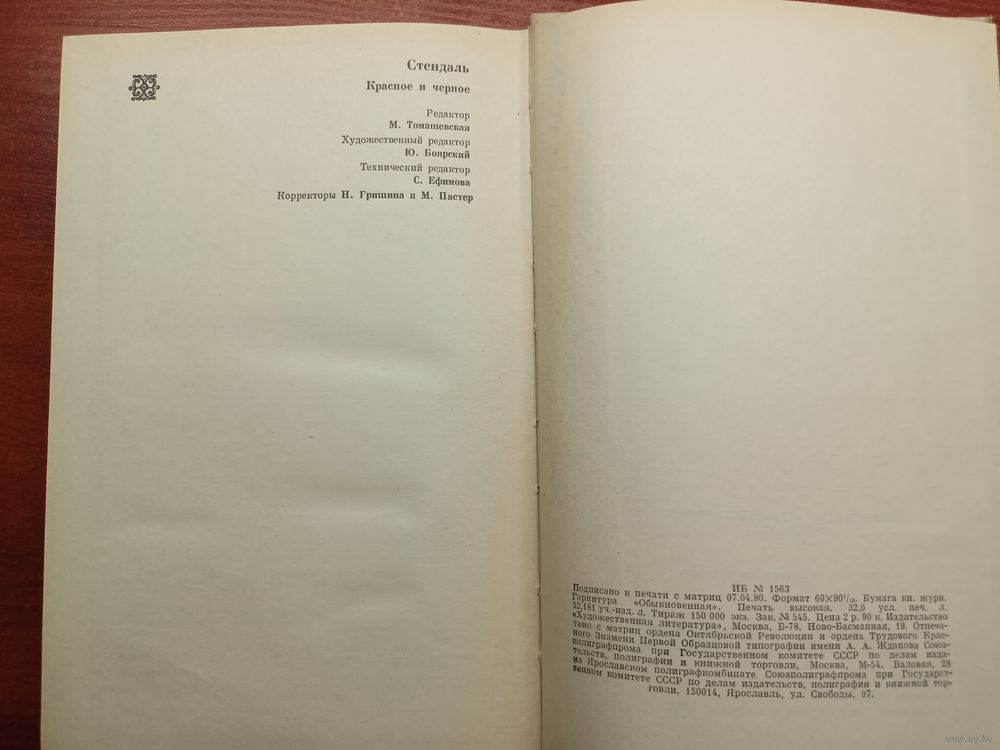 Стендаль
Красное и черное
Редактор
М. Томашевская
Художественный редактор
Ю. Боярский
Технический редактор
С. Ефимова
Корректоры Н. Гришина и М. Пастер
ИБ № 1563
Подписано к печати с матриц 07.04.80. Формат 60×90 1/16. Бумага кн. журн.
Гарнитура «Обыкновенная». Печать высокая. 32,0 усл. печ. л.
32,181 уч.-изд. л. Тираж 150 000 экз. Зак. № 545. Цена 2 р. 90 к. Издательство
«Художественная литература», Москва, Б-78, Ново-Басманная, 19. Отпеча-
тано с матриц ордена Октябрьской Революции и ордена Трудового Крас-
ного Знамени Первой Образцовой типографии имени А. А. Жданова Союз-
полиграфпрома при Государственном комитете СССР по делам изда-
тельств, полиграфии и книжной торговли, Москва, М-54, Валовая, 28
на Ярославском полиграфкомбинате Союзполиграфпрома при Государст-
венном комитете СССР по делам издательств, полиграфии и книжной тор-
говли. 150014, Ярославль, ул. Свободы, 97.
www.ay.by